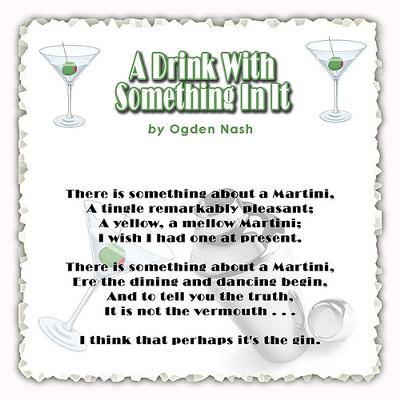 A Drink With
Something In It
by Ogden Nash
There is something about a Martini,
A tingle remarkably pleasant;
A yellow, a mellow Martini;
I wish I had one at present.
There is something about a Martini,
Ere the dining and dancing begin,
And to tell you the truth,
It is not the vermouth . . .
I think that perhaps it's the gin.